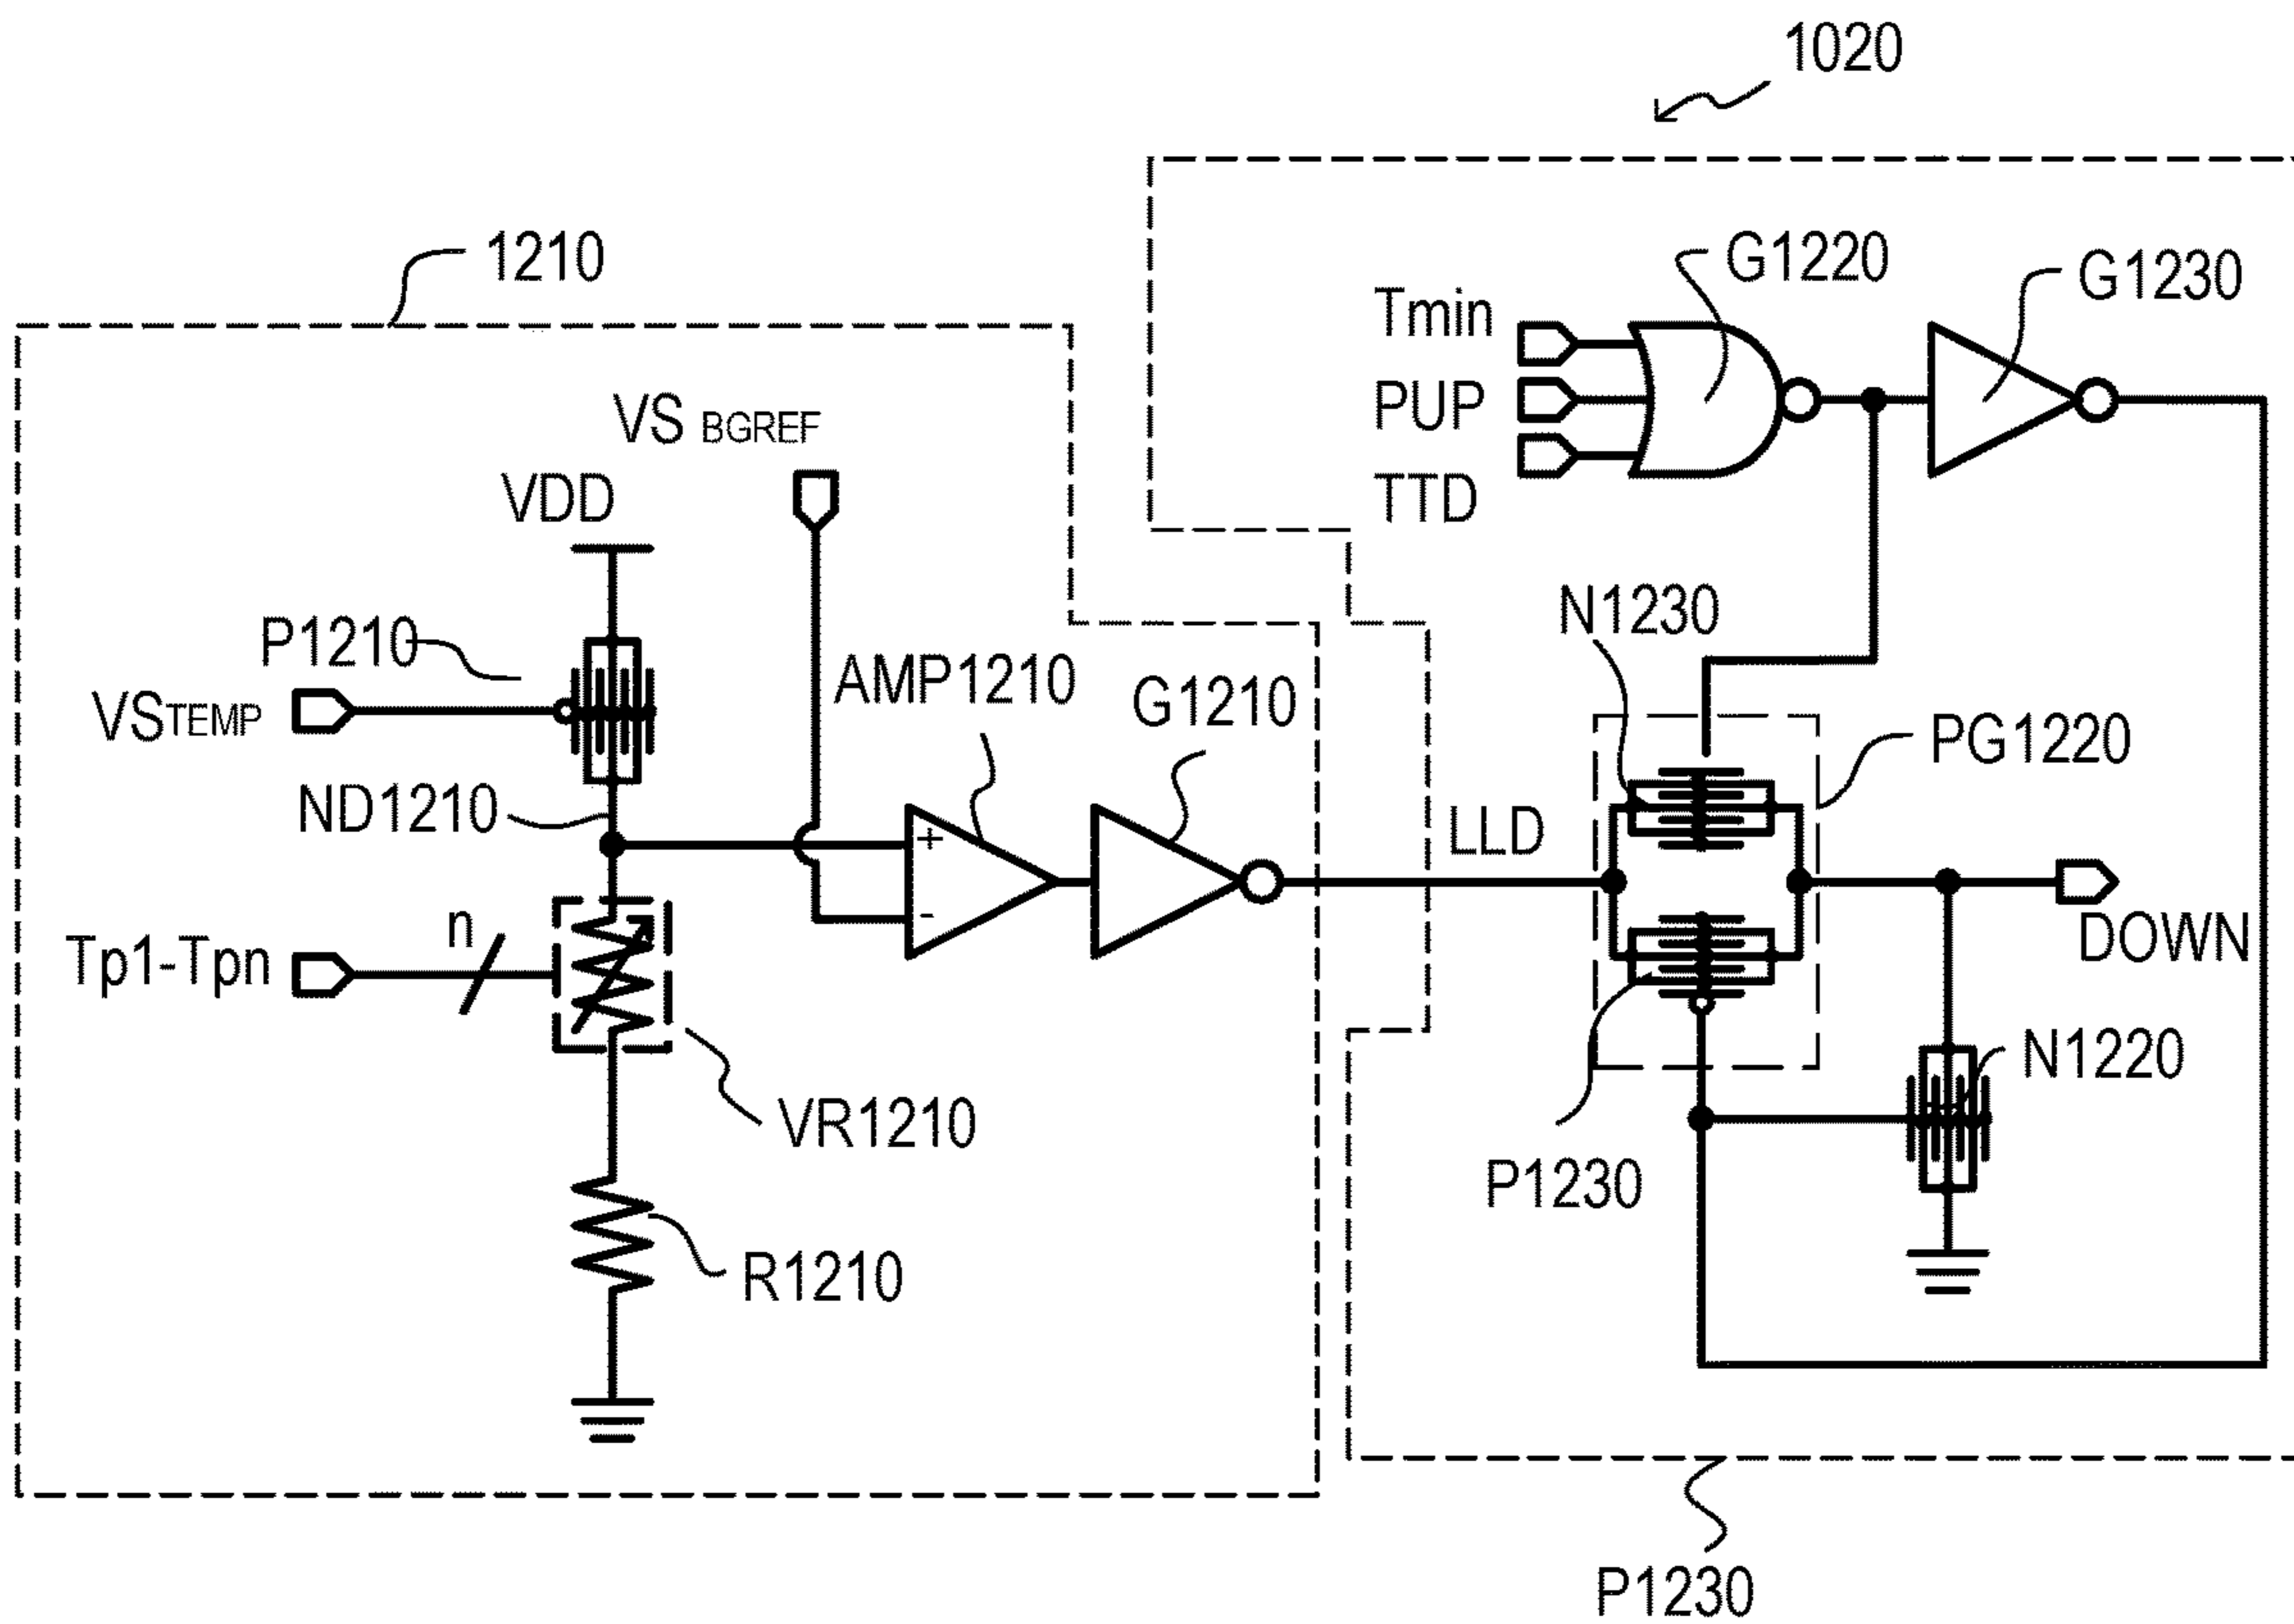 1020
1210
G1220
G1230
Tmin
PUP
TTD
VS BGREF
VDD
P1210
VSTEMP
ND1210
AMP1210
G1210
+
-
N1230
PG1220
LLD
DOWN
Tp1-Tpn
n
VR1210
R1210
N1220
P1230
P1230